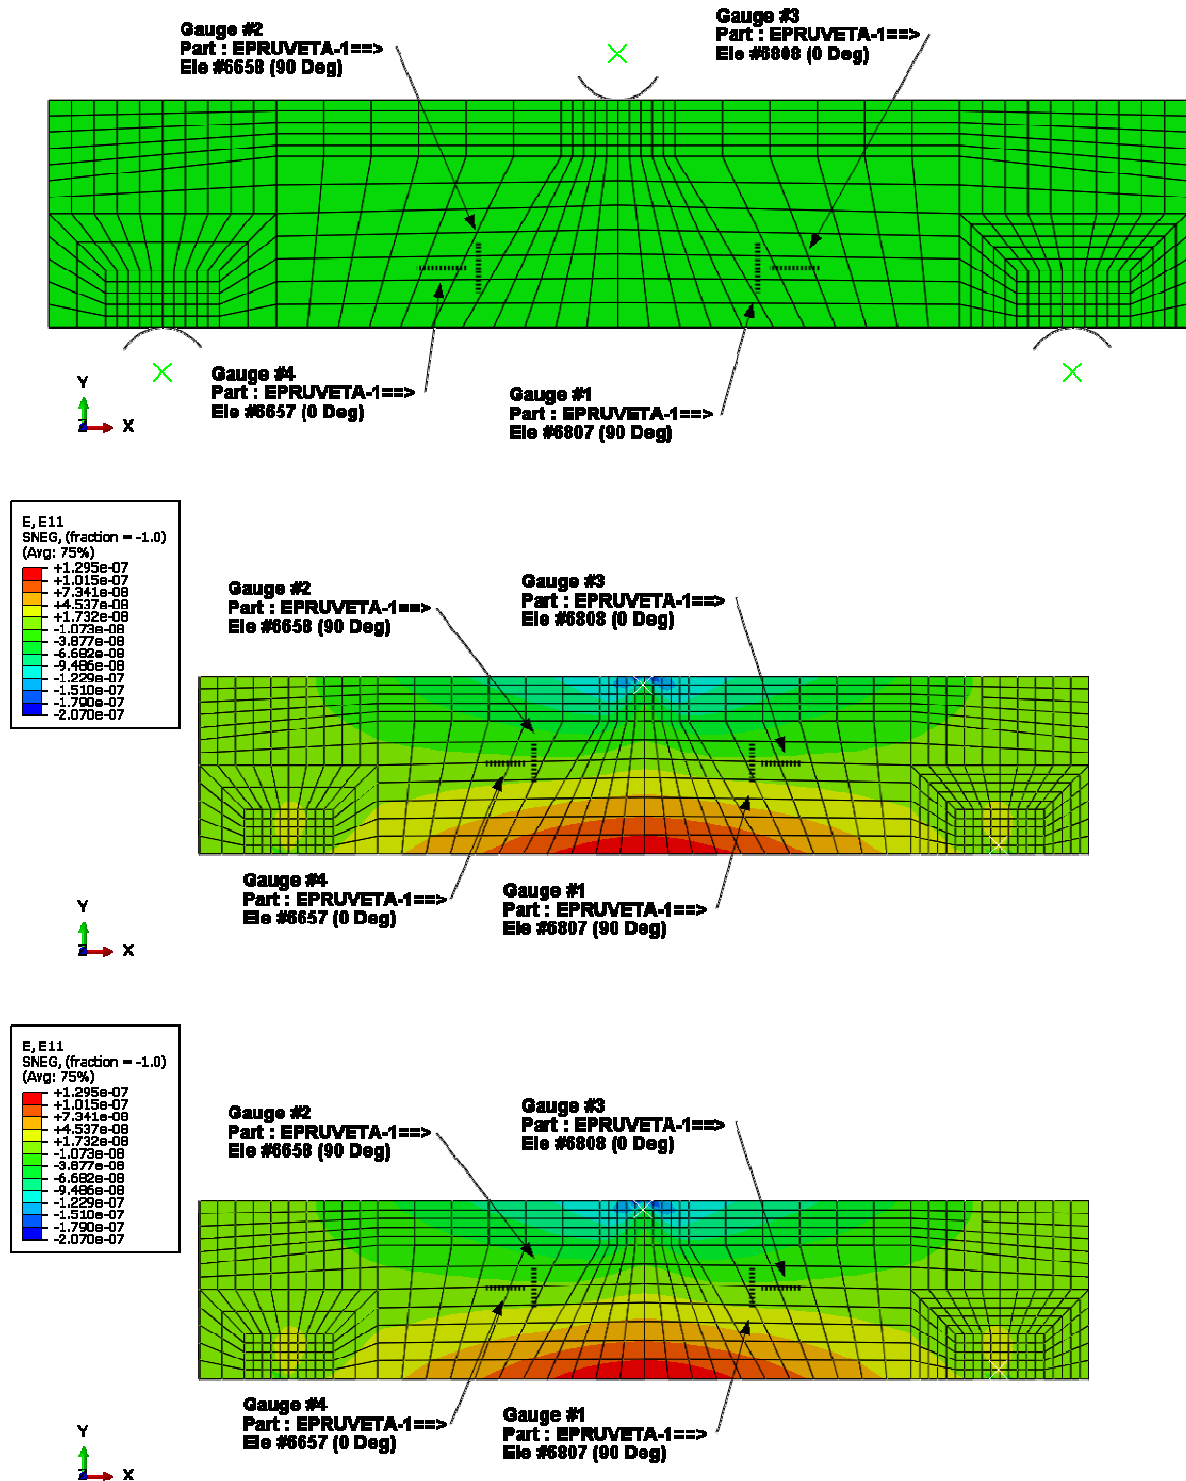 Gauge #2
Part : EPRUVETA-1==>
Ele #6658 (90 Deg)
Gauge #3
Part : EPRUVETA-1==>
Ele #6808 (0 Deg)
Gauge #4
Part : EPRUVETA-1==>
Ele #6657 (0 Deg)
Gauge #1
Part : EPRUVETA-1==>
Ele #6807 (90 Deg)
Y
Z
X
E, E11
SNEG, (fraction = -1.0)
(Avg: 75%)
+1.295e-07
+1.015e-07
+7.341e-08
+4.537e-08
+1.732e-08
-1.073e-08
-3.877e-08
-6.682e-08
-9.486e-08
-1.229e-07
-1.510e-07
-1.790e-07
-2.070e-07
Gauge #2
Part : EPRUVETA-1==>
Ele #6658 (90 Deg)
Gauge #3
Part : EPRUVETA-1==>
Ele #6808 (0 Deg)
Gauge #4
Part : EPRUVETA-1==>
Ele #6657 (0 Deg)
Gauge #1
Part : EPRUVETA-1==>
Ele #6807 (90 Deg)
Y
Z
X
E, E11
SNEG, (fraction = -1.0)
(Avg: 75%)
+1.295e-07
+1.015e-07
+7.341e-08
+4.537e-08
+1.732e-08
-1.073e-08
-3.877e-08
-6.682e-08
-9.486e-08
-1.229e-07
-1.510e-07
-1.790e-07
-2.070e-07
Gauge #2
Part : EPRUVETA-1==>
Ele #6658 (90 Deg)
Gauge #3
Part : EPRUVETA-1==>
Ele #6808 (0 Deg)
Gauge #4
Part : EPRUVETA-1==>
Ele #6657 (0 Deg)
Gauge #1
Part : EPRUVETA-1==>
Ele #6807 (90 Deg)
Y
Z
X